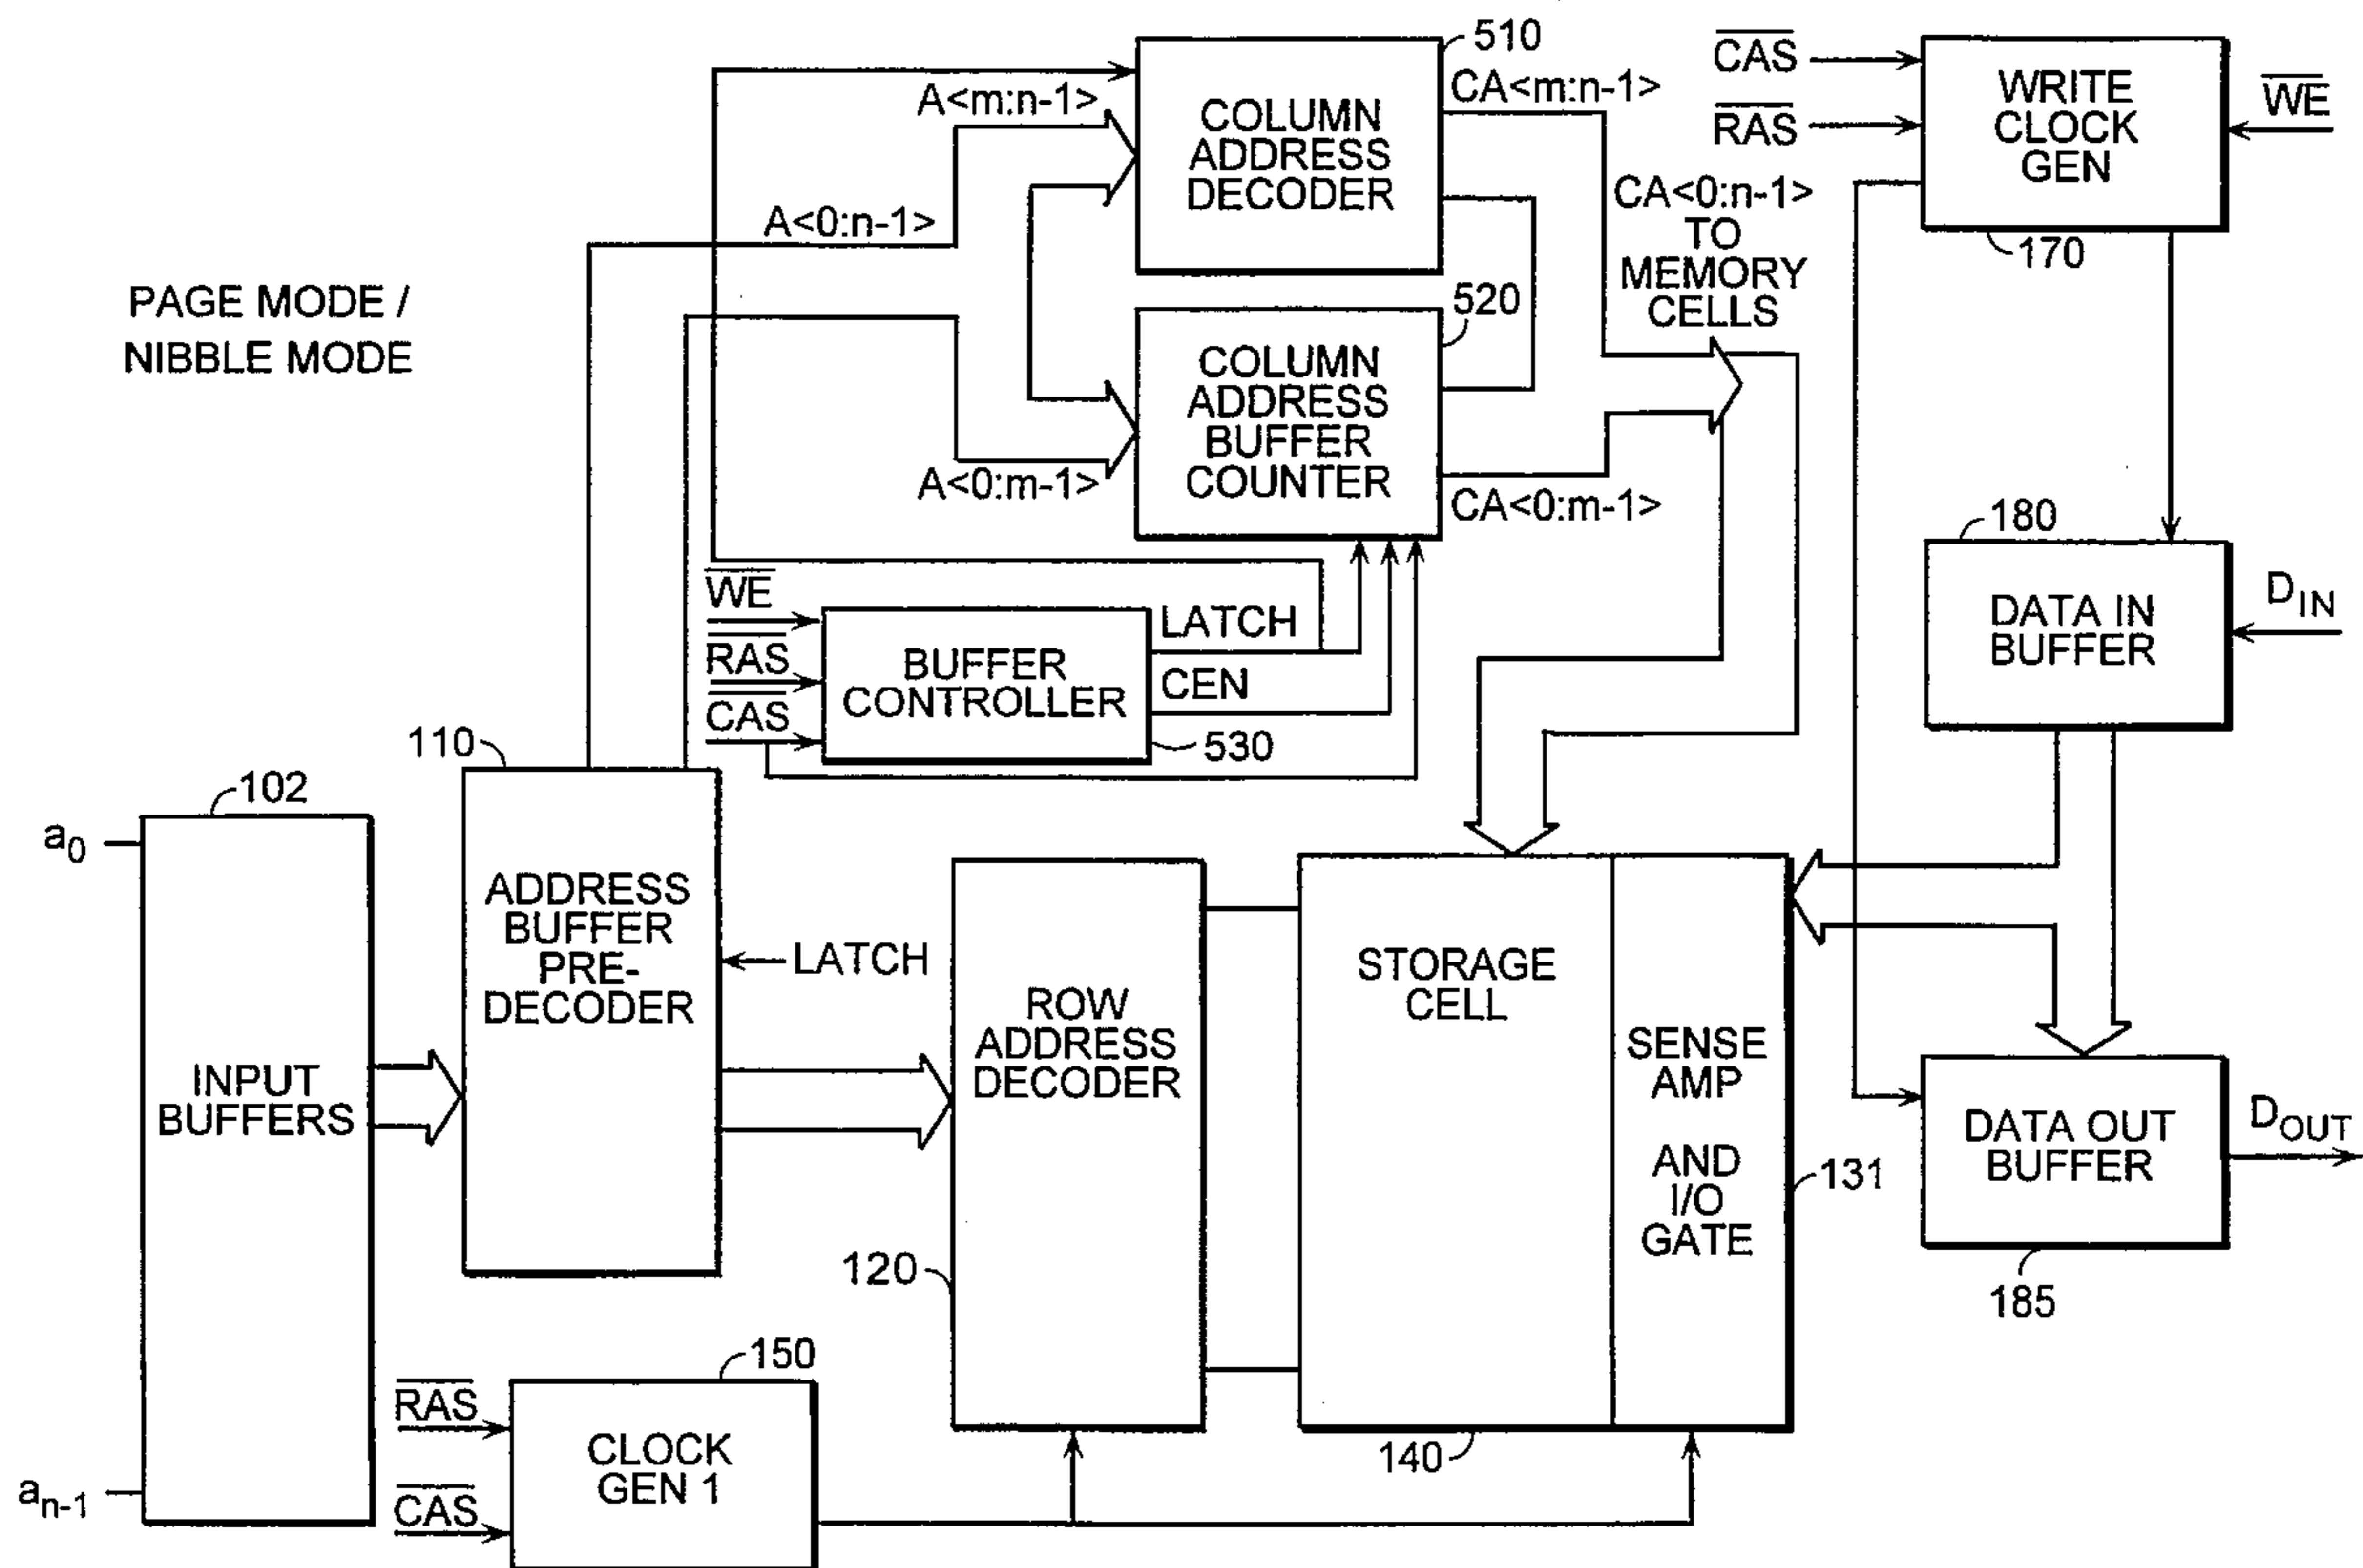 PAGE MODE /
NIBBLE MODE
510
COLUMN
ADDRESS
DECODER
A<m:n-1>
A<0:n-1>
CA<m:n-1>
CA<0:n-1>
TO
MEMORY
CELLS
520
COLUMN
ADDRESS
BUFFER
COUNTER
A<0:m-1>
CA<0:m-1>
CAS
RAS
WRITE
CLOCK
GEN
WE
170
180
DATA IN
BUFFER
DIN
WE
RAS
CAS
BUFFER
CONTROLLER
LATCH
CEN
530
110
102
a0
an-1
INPUT
BUFFERS
ADDRESS
BUFFER
PRE-
DECODER
LATCH
ROW
ADDRESS
DECODER
120
STORAGE
CELL
140
SENSE
AMP
AND
I/O
GATE
131
DATA OUT
BUFFER
DOUT
185
150
RAS
CAS
CLOCK
GEN 1